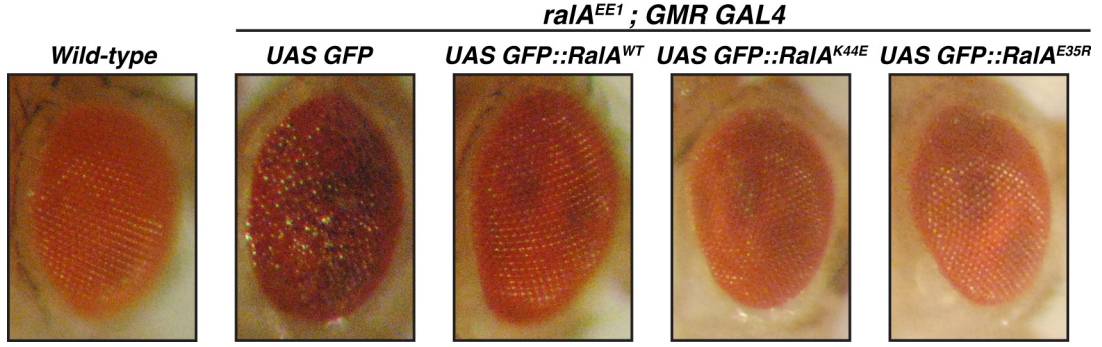 ralA^EE1 ; GMR GAL4
Wild-type UAS GFP UAS GFP::RalA^WT UAS GFP::RalA^K44E UAS GFP::RalA^E35R